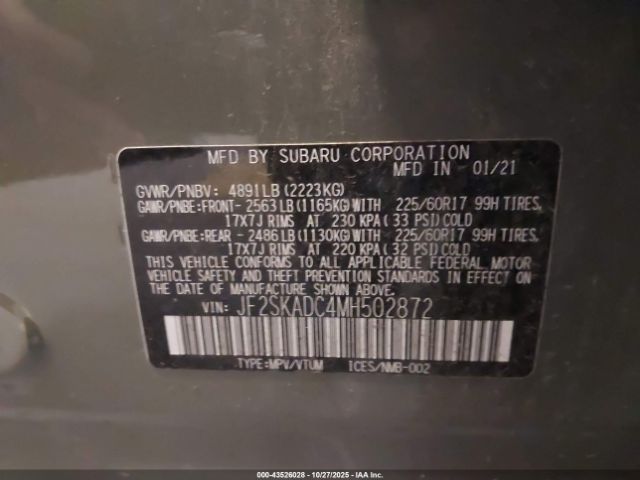 MFD BY SUBARU CORPORATION
MFD IN 01/21
GVWR/PNBV: 4891LB(2223KG)
GAWR/PNBE:FRONT-2563LB(1165KG)WITH 225/60R17 99H TIRES,
17X7J RIMS AT 230 KPA(33 PSI)COLD
GAWR/PNBE:REAR -2486LB(1130KG)WITH 225/60R17 99H TIRES,
17X7J RIMS AT 220 KPA(32 PSI)COLD
THIS VEHICLE CONFORMS TO ALL APPLICABLE FEDERAL MOTOR
VEHICLE SAFETY AND THEFT PREVENTION STANDARDS IN EFFECT ON
THE DATE OF MANUFACTURE SHOWN ABOVE.
VIN: JF2SKADC4MH502872
TYPE:MPV/VTUM ICES/NMB-002
000-43526028 - 10/27/2025 - COPYRIGHT IAA, LLC